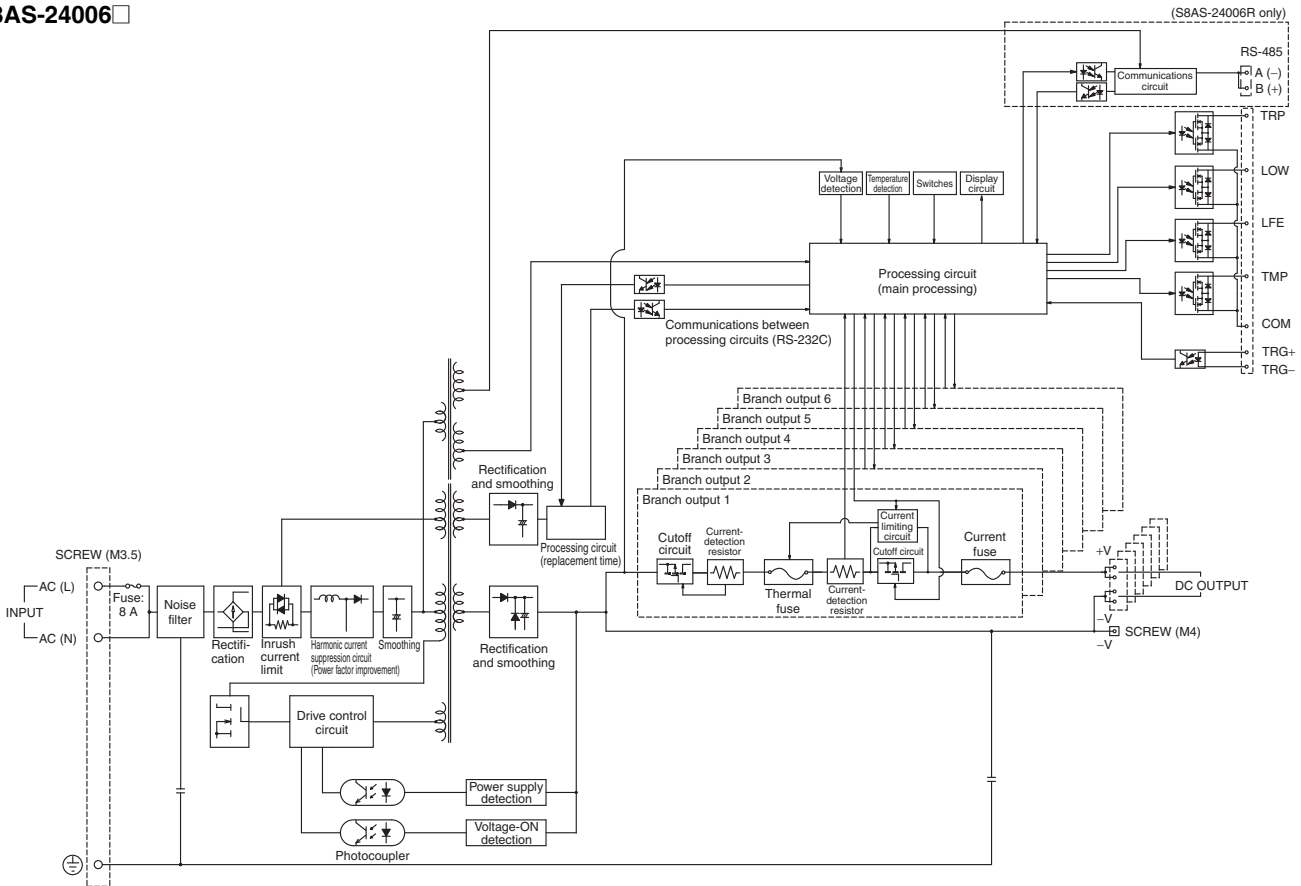 8AS-24006□
(S8AS-24006R only)
RS-485
A (−)
B (+)
Communications
circuit
TRP
LOW
LFE
TMP
COM
TRG+
TRG−
Voltage
detection
Temperature
detection
Switches
Display
circuit
Processing circuit
(main processing)
Communications between
processing circuits (RS-232C)
Branch output 6
Branch output 5
Branch output 4
Branch output 3
Branch output 2
Branch output 1
Rectification
and smoothing
Processing circuit
(replacement time)
Cutoff
circuit
Current-
detection
resistor
Thermal
fuse
Current
limiting
circuit
Cutoff circuit
Current-
detection
resistor
Current
fuse
+V
DC OUTPUT
−V
SCREW (M4)
−V
SCREW (M3.5)
INPUT
AC (L)
AC (N)
Fuse:
8 A
Noise
filter
Rectifi-
cation
Inrush
current
limit
Harmonic current
suppression circuit
(Power factor improvement)
Smoothing
Rectification
and smoothing
Drive control
circuit
Power supply
detection
Voltage-ON
detection
Photocoupler